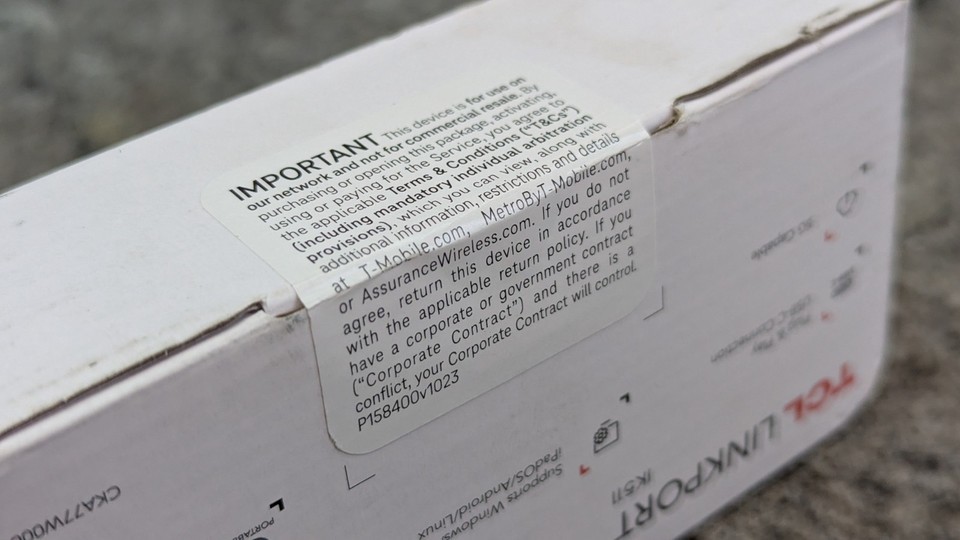 IMPORTANT This device is for use on
our network and not for commercial resale. By
purchasing or opening this package, activating,
using or paying for the Service, you agree to
the applicable Terms & Conditions ("T&Cs")
(including mandatory individual arbitration
provisions), which you can view, along with
additional information, restrictions and details
at T-Mobile.com, MetroByT-Mobile.com,
or AssuranceWireless.com. If you do not
agree, return this device in accordance
with the applicable return policy. If you
have a corporate or government contract
("Corporate Contract") and there is a
conflict, your Corporate Contract will control.
P158400v1023
TCL LINKPORT
IK511
Supports Windows/
iPadOS/Android/Linux
5G Capable
Plug & Play
USB-C Connection